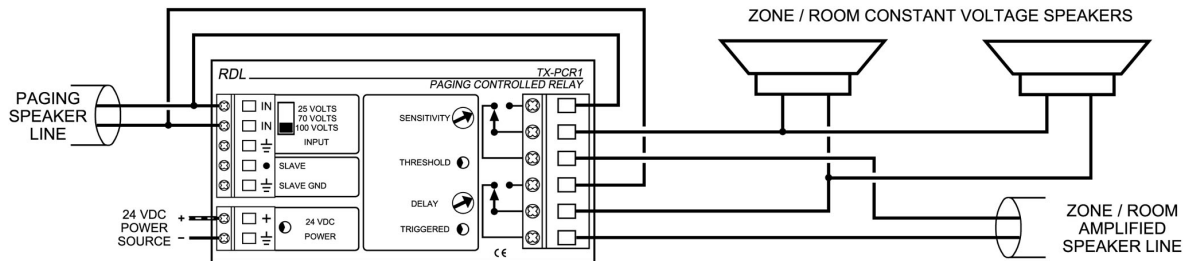 ZONE / ROOM CONSTANT VOLTAGE SPEAKERS
RDL
TX-PCR1
PAGING CONTROLLED RELAY
PAGING
SPEAKER
LINE
IN
IN
25 VOLTS
70 VOLTS
100 VOLTS
INPUT
SLAVE
SLAVE GND
24 VDC
POWER
SOURCE
+
−
+
24 VDC
POWER
SENSITIVITY
THRESHOLD
DELAY
TRIGGERED
CE
ZONE / ROOM
AMPLIFIED
SPEAKER LINE